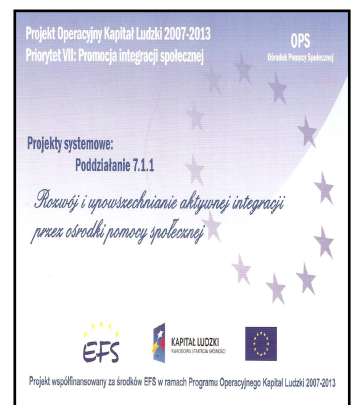 Projekt Operacyjny Kapitał Ludzki 2007-2013
Priorytet VII: Promocja integracji społecznej
OPS
Ośrodek Pomocy Społecznej
Projekty systemowe:
Poddziałanie 7.1.1
Rozwój i upowszechnianie aktywnej integracji
przez ośrodki pomocy społecznej
EFS
KAPITAŁ LUDZKI
NARODOWA STRATEGIA SPÓJNOŚCI
Projekt współfinansowany za środków EFS w ramach Programu Operacyjnego Kapitał Ludzki 2007-2013